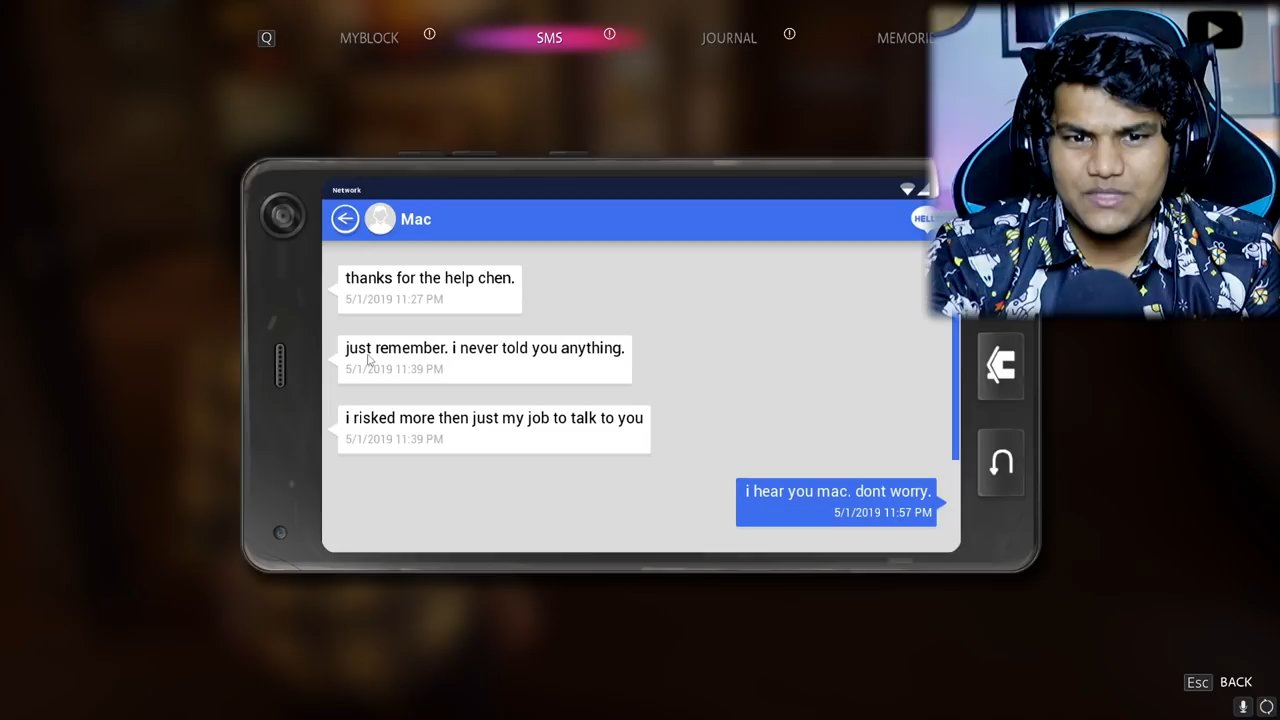 Q MYBLOCK SMS JOURNAL
Network
Mac
thanks for the help chen.
5/1/2019 11:27 PM
just remember. i never told you anything.
5/1/2019 11:39 PM
i risked more then just my job to talk to you
5/1/2019 11:39 PM
i hear you mac. dont worry.
5/1/2019 11:57 PM
Esc BACK